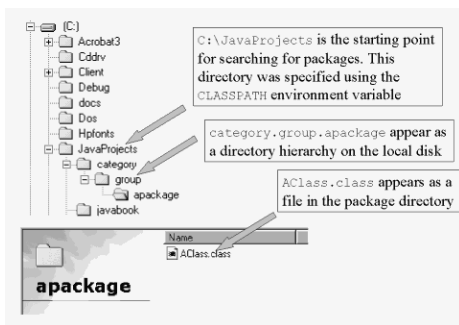 (C:)
Acrobat3
Cddrv
Client
Debug
docs
Dos
Hpfonts
JavaProjects
category
group
apackage
javabook
C:\JavaProjects is the starting point
for searching for packages. This
directory was specified using the
CLASSPATH environment variable
category.group.apackage appear as
a directory hierarchy on the local disk
AClass.class appears as a
file in the package directory
Name
AClass.class
apackage